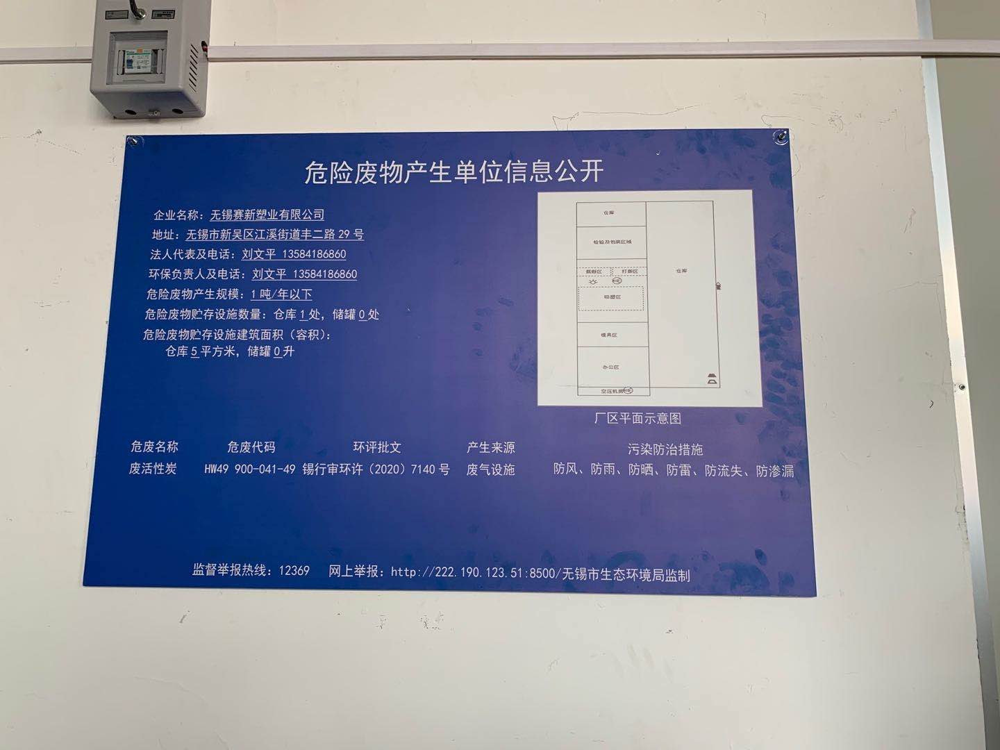 危险废物产生单位信息公开
企业名称：无锡赛新塑业有限公司
地址：无锡市新吴区江溪街道丰二路 29 号
法人代表及电话：刘文平 13584186860
环保负责人及电话：刘文平 13584186860
危险废物产生规模：1 吨/年以下
危险废物贮存设施数量：仓库 1 处，储罐 0 处
危险废物贮存设施建筑面积（容积）：
仓库 5 平方米，储罐 0 升
仓库
检验及包装区域
打磨区
仓库
吸塑区
模具区
办公区
空压机房
厂区平面示意图
危废名称 危废代码 环评批文 产生来源 污染防治措施
废活性炭 HW49 900-041-49 锡行审环许（2020）7140 号 废气设施 防风、防雨、防晒、防雷、防流失、防渗漏
监督举报热线：12369 网上举报：http://222.190.123.51:8500/无锡市生态环境局监制